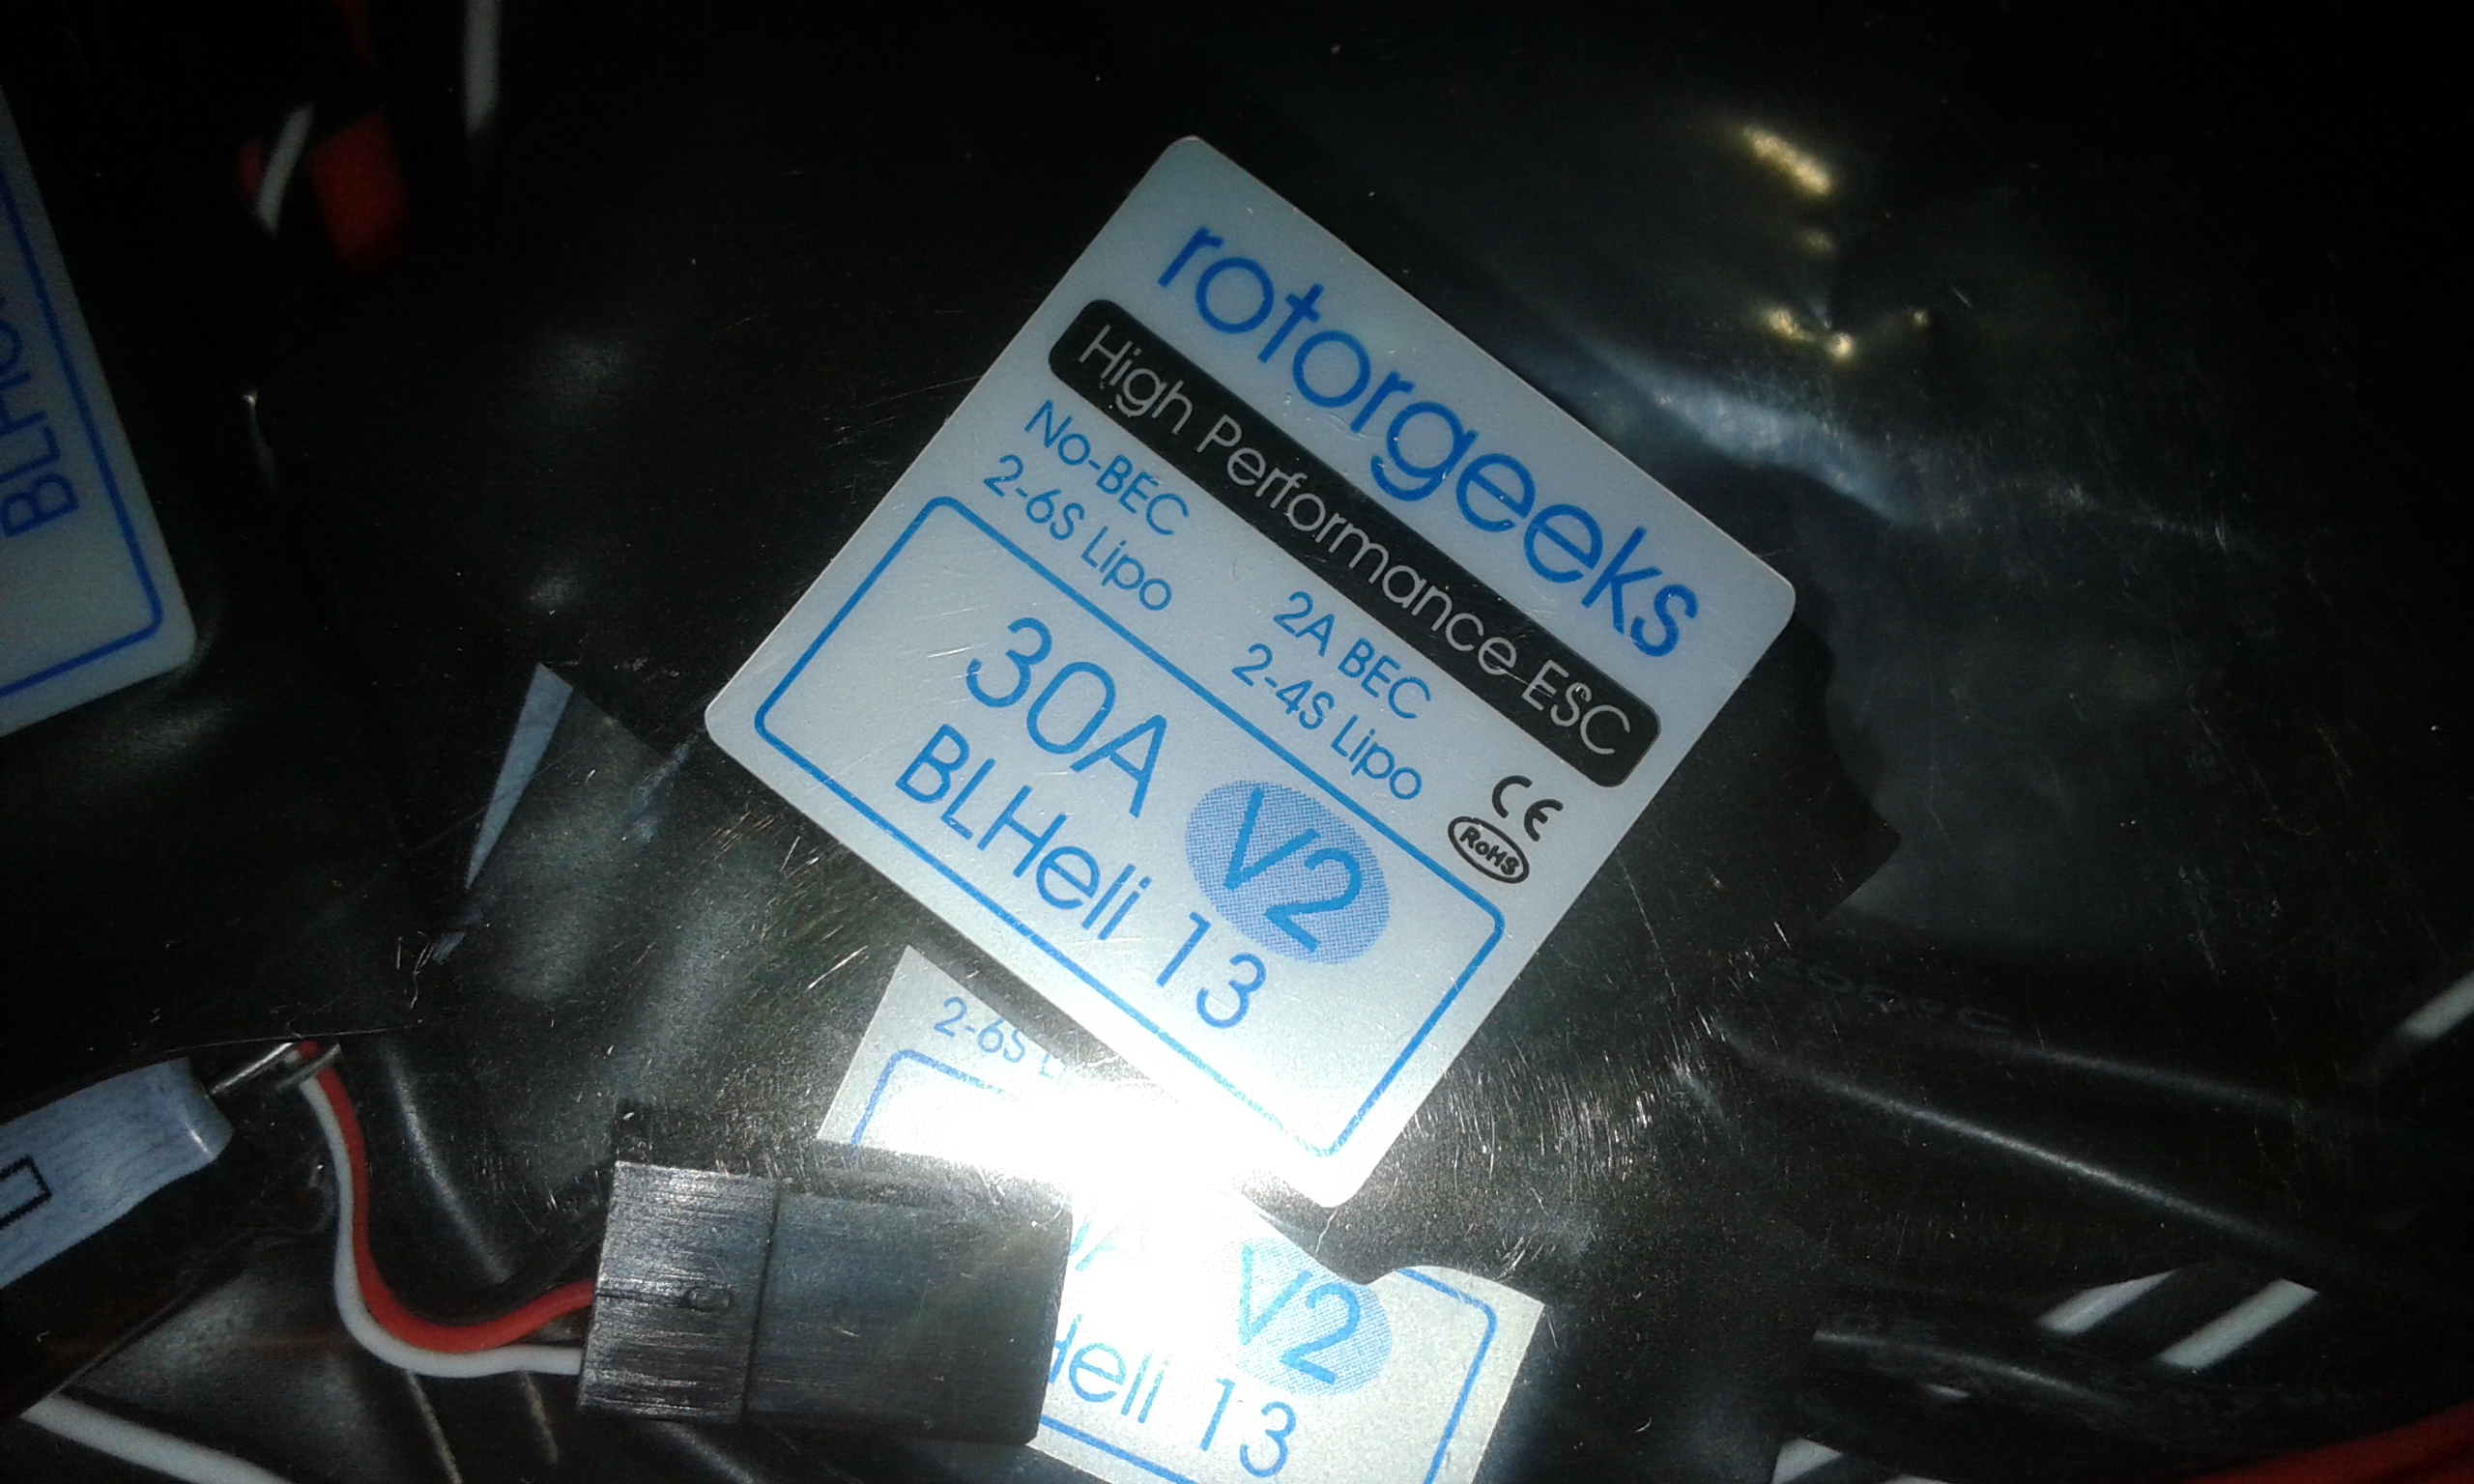 rotorgeeks
High Performance ESC
No-BEC
2-6S Lipo
2A BEC
2-4S Lipo
CE
RoHS
30A
V2
BLHeli 13
2-6S
V2
13